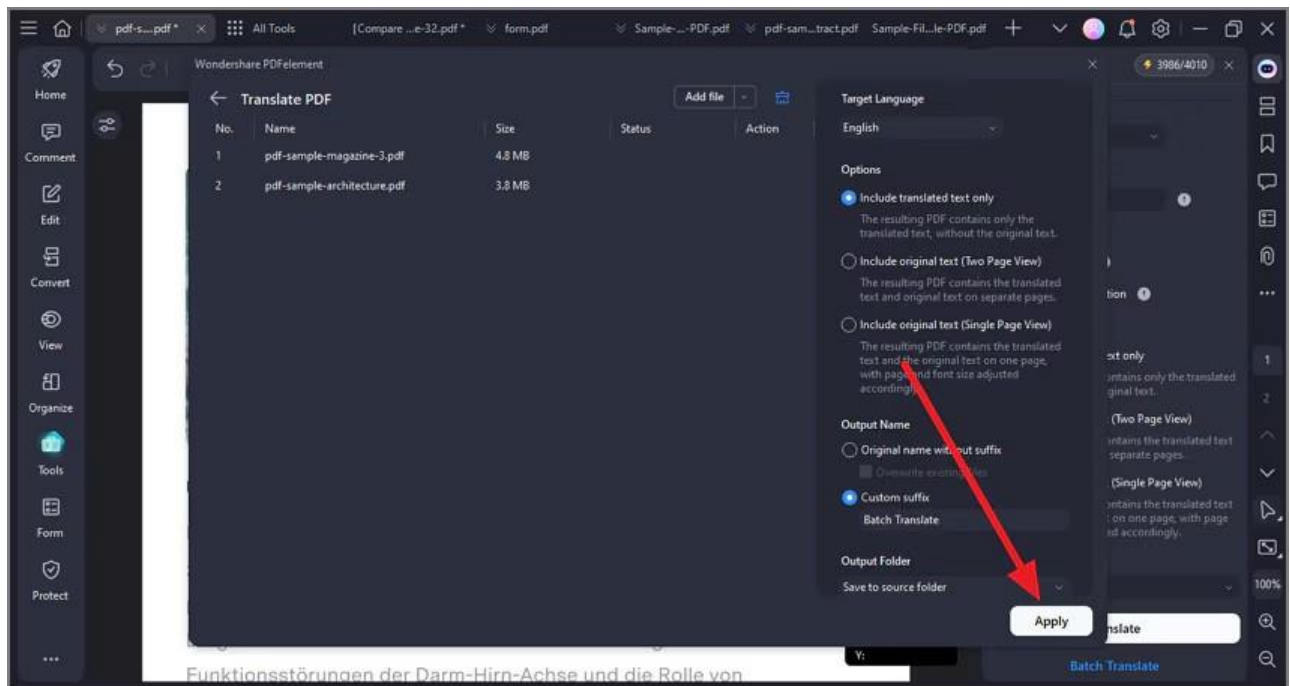 pdf-s...pdf *
All Tools
[Compare ...e-32.pdf *
form.pdf
Sample-...-PDF.pdf
pdf-sam...tract.pdf
Sample-Fil...le-PDF.pdf
Home
Comment
Edit
Convert
View
Organize
Tools
Form
Protect
Wondershare PDFelement
Translate PDF
Add file
No. Name Size Status Action
1 pdf-sample-magazine-3.pdf 4.8 MB
2 pdf-sample-architecture.pdf 3.8 MB
Target Language
English
Options
Include translated text only
The resulting PDF contains only the
translated text, without the original text.
Include original text (Two Page View)
The resulting PDF contains the translated
text and original text on separate pages.
Include original text (Single Page View)
The resulting PDF contains the translated
text and the original text on one page,
with page and font size adjusted
accordingly.
Output Name
Original name without suffix
Overwrite existing files
Custom suffix
Batch Translate
Output Folder
Save to source folder
Apply
3986/4010
tion
ext only
ontains only the translated
ginal text.
(Two Page View)
ontains the translated text
separate pages.
(Single Page View)
ontains the translated text
on one page, with page
ed accordingly.
nslate
Batch Translate
1
2
100%
Y:
Funktionsstörungen der Darm-Hirn-Achse und die Rolle von